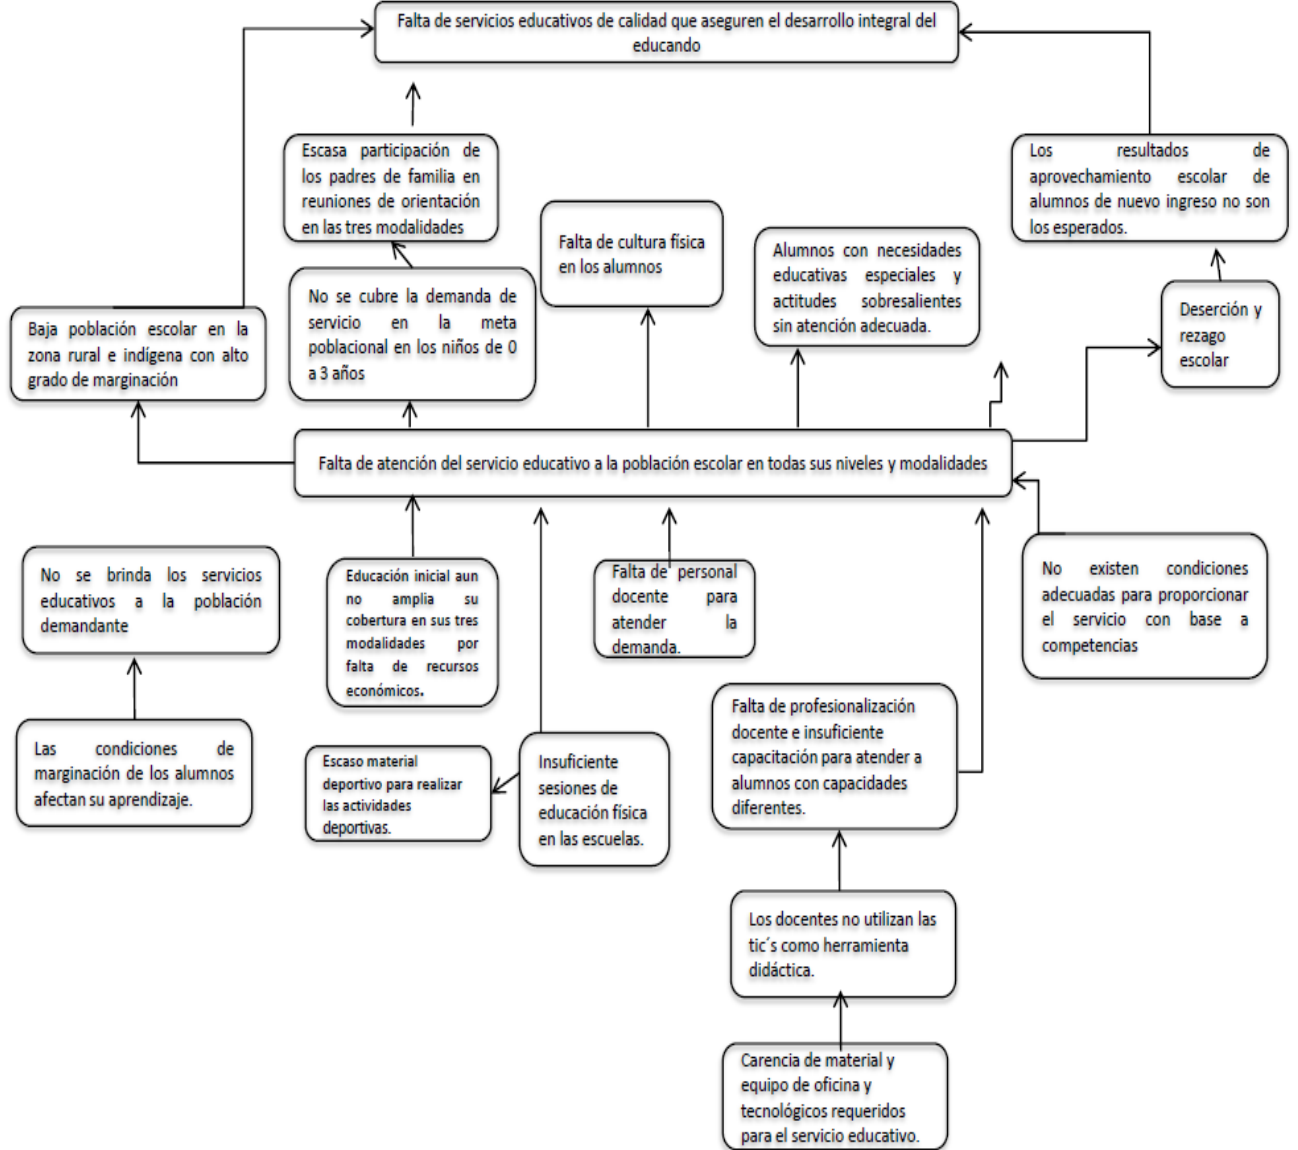 Falta de servicios educativos de calidad que aseguren el desarrollo integral del
educando
Escasa participación de
los padres de familia en
reuniones de orientación
en las tres modalidades
Los resultados de
aprovechamiento escolar de
alumnos de nuevo ingreso no son
los esperados.
Falta de cultura física
en los alumnos
Alumnos con necesidades
educativas especiales y
actitudes sobresalientes
sin atención adecuada.
No se cubre la demanda de
servicio en la meta
poblacional en los niños de 0
a 3 años
Baja población escolar en la
zona rural e indígena con alto
grado de marginación
Deserción y
rezago
escolar
Falta de atención del servicio educativo a la población escolar en todas sus niveles y modalidades
No se brinda los servicios
educativos a la población
demandante
Educación inicial aun
no amplia su
cobertura en sus tres
modalidades por
falta de recursos
económicos.
Falta de personal
docente para
atender la
demanda.
No existen condiciones
adecuadas para proporcionar
el servicio con base a
competencias
Las condiciones de
marginación de los alumnos
afectan su aprendizaje.
Escaso material
deportivo para realizar
las actividades
deportivas.
Insuficiente
sesiones de
educación física
en las escuelas.
Falta de profesionalización
docente e insuficiente
capacitación para atender a
alumnos con capacidades
diferentes.
Los docentes no utilizan las
tic´s como herramienta
didáctica.
Carencia de material y
equipo de oficina y
tecnológicos requeridos
para el servicio educativo.